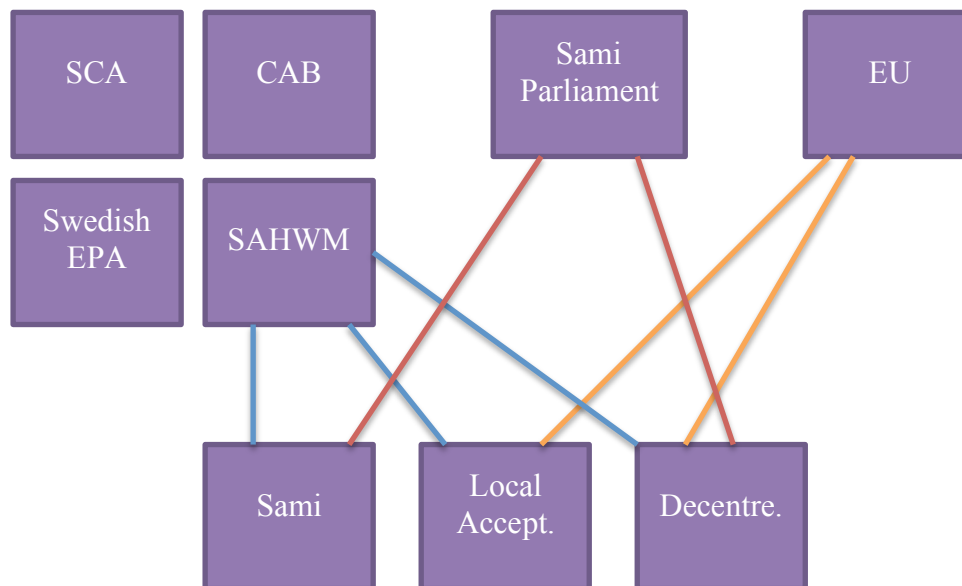 SCA
CAB
Sami
Parliament
EU
Swedish
EPA
SAHWM
Sami
Local
Accept.
Decentre.